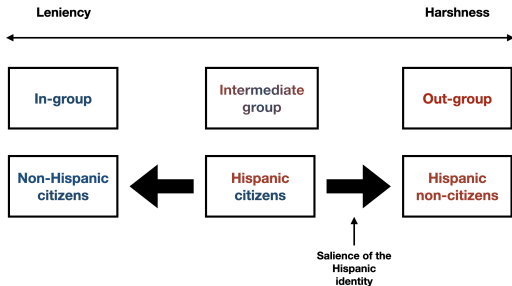 Leniency
Harshness
In-group
Intermediate
group
Out-group
Non-Hispanic
citizens
Hispanic
citizens
Hispanic
non-citizens
Salience of the
Hispanic
identity